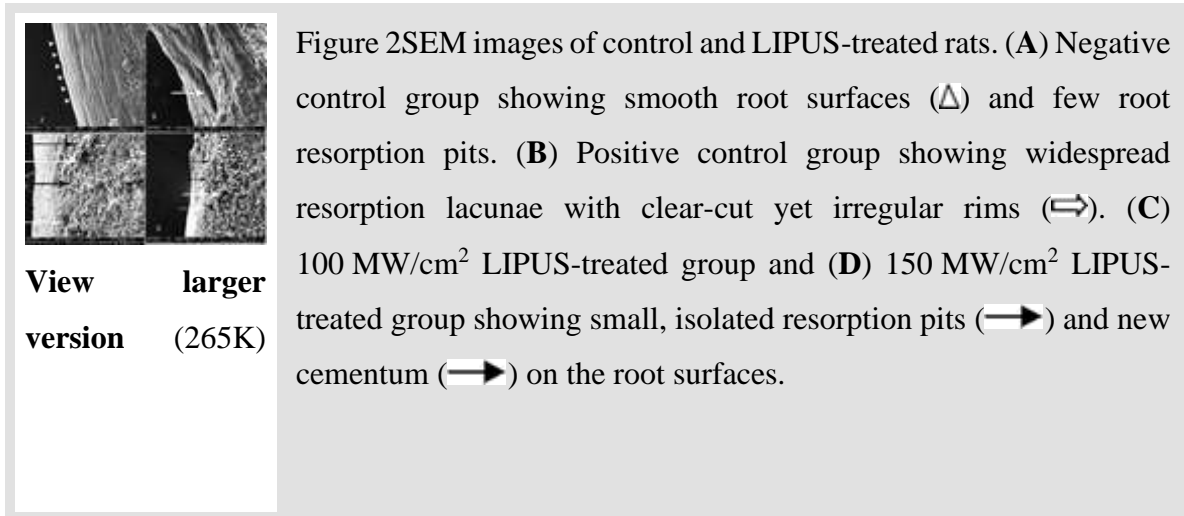 Figure 2SEM images of control and LIPUS-treated rats. (A) Negative
control group showing smooth root surfaces (△) and few root
resorption pits. (B) Positive control group showing widespread
resorption lacunae with clear-cut yet irregular rims (⇨). (C)
100 MW/cm² LIPUS-treated group and (D) 150 MW/cm² LIPUS-
treated group showing small, isolated resorption pits (→) and new
cementum (→) on the root surfaces.
View larger
version (265K)